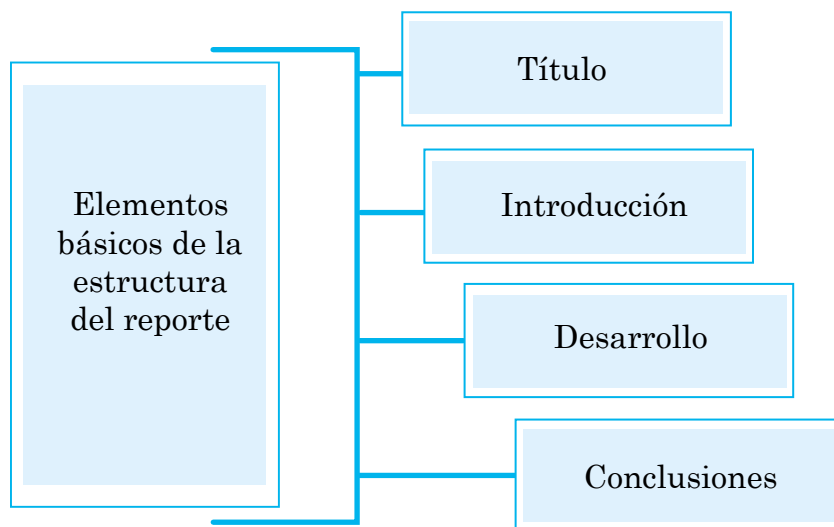 Elementos
básicos de la
estructura
del reporte
Título
Introducción
Desarrollo
Conclusiones